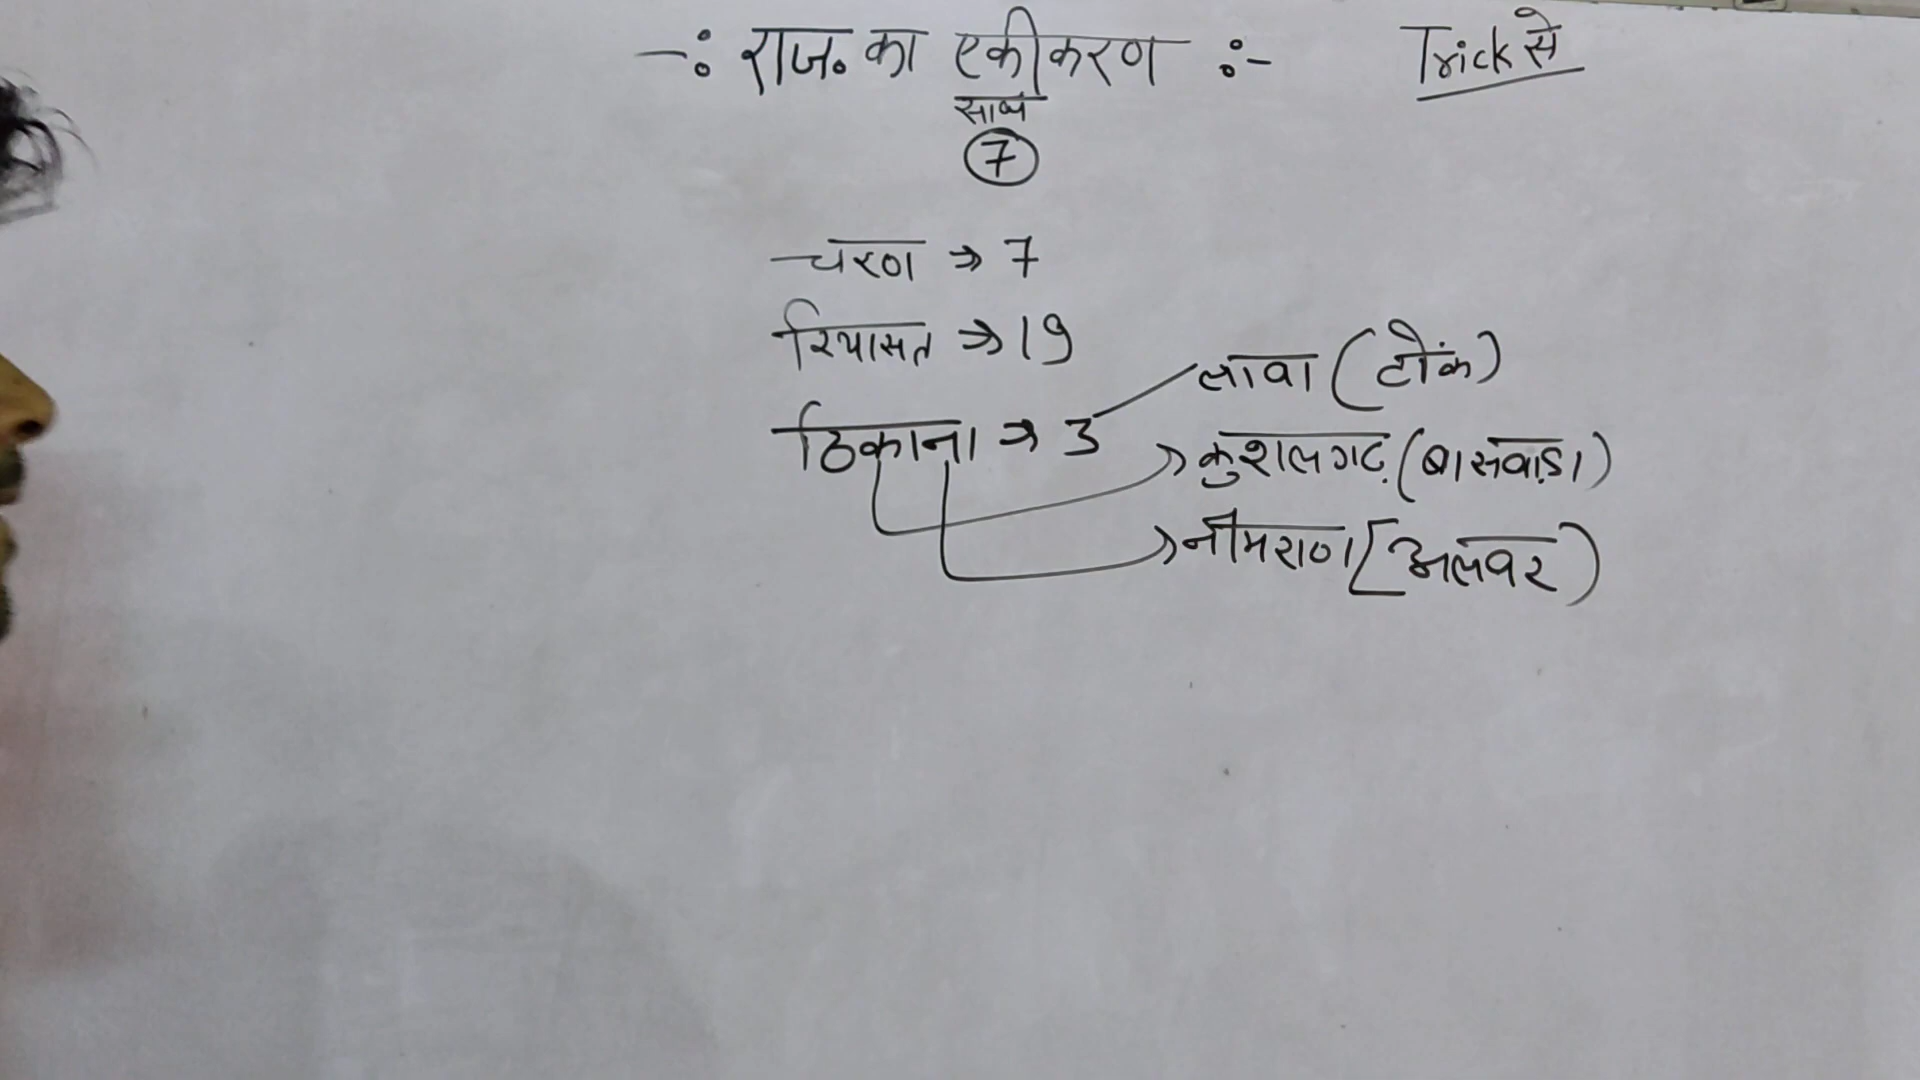 -: राज. का एकीकरण :-
Trick से
7
चरण ⇒ 7
रियासत ⇒ 19
ठिकाना ⇒ 3
लावा (टोंक)
कुशलगढ़ (बासवाड़ा)
नीमराणा [अलवर)